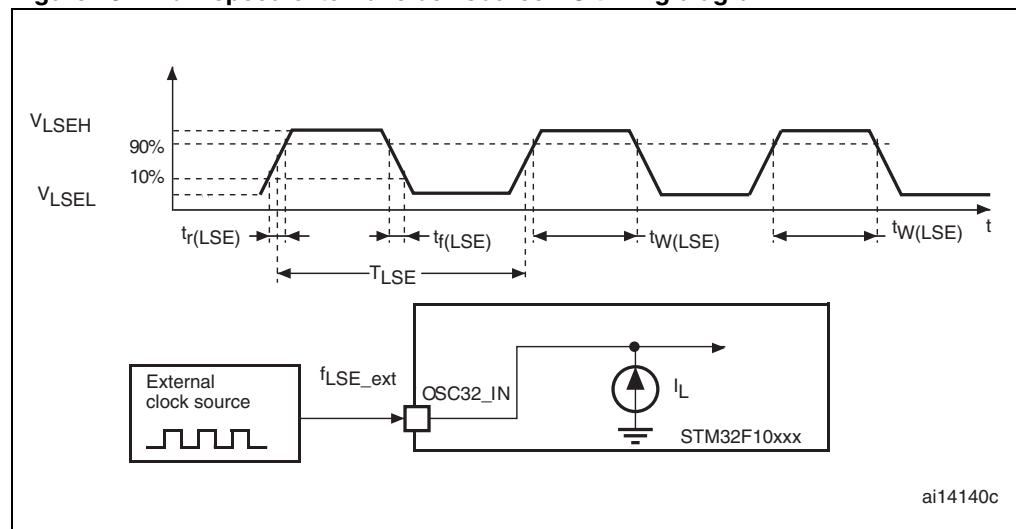 VLSEH
90%
10%
VLSEL
tr(LSE)
tf(LSE)
tW(LSE)
tW(LSE)
t
TLSE
External
clock source
fLSE_ext
OSC32_IN
IL
STM32F10xxx
ai14140c